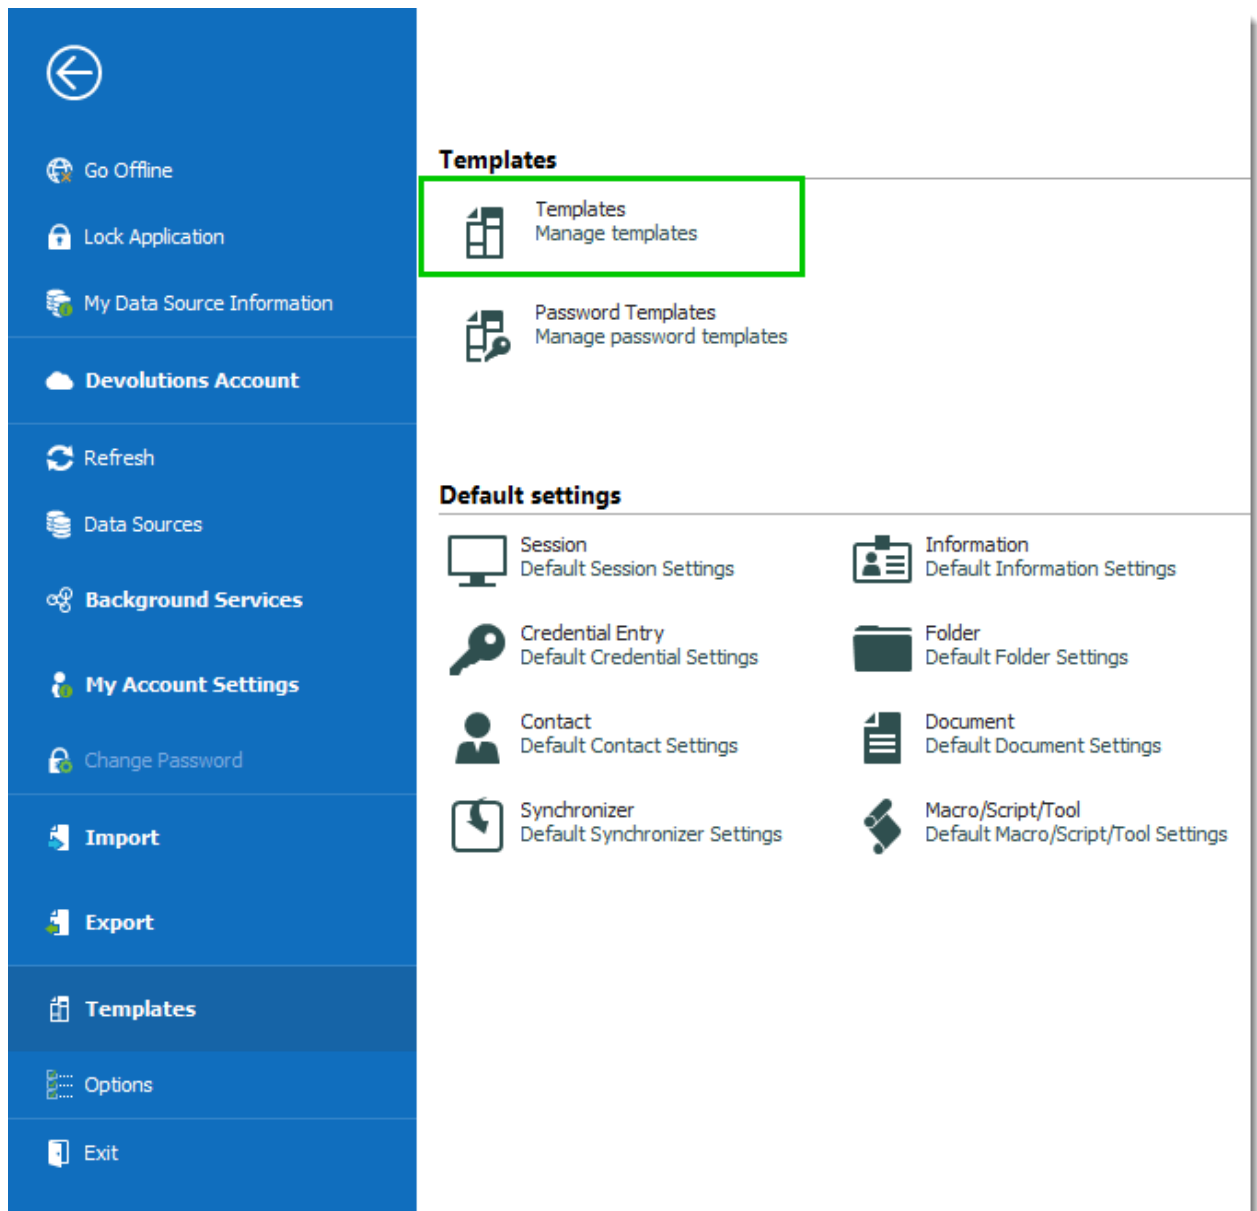 Go Offline
Lock Application
My Data Source Information
Devolutions Account
Refresh
Data Sources
Background Services
My Account Settings
Change Password
Import
Export
Templates
Options
Exit
Templates
Templates
Manage templates
Password Templates
Manage password templates
Default settings
Session
Default Session Settings
Information
Default Information Settings
Credential Entry
Default Credential Settings
Folder
Default Folder Settings
Contact
Default Contact Settings
Document
Default Document Settings
Synchronizer
Default Synchronizer Settings
Macro/Script/Tool
Default Macro/Script/Tool Settings